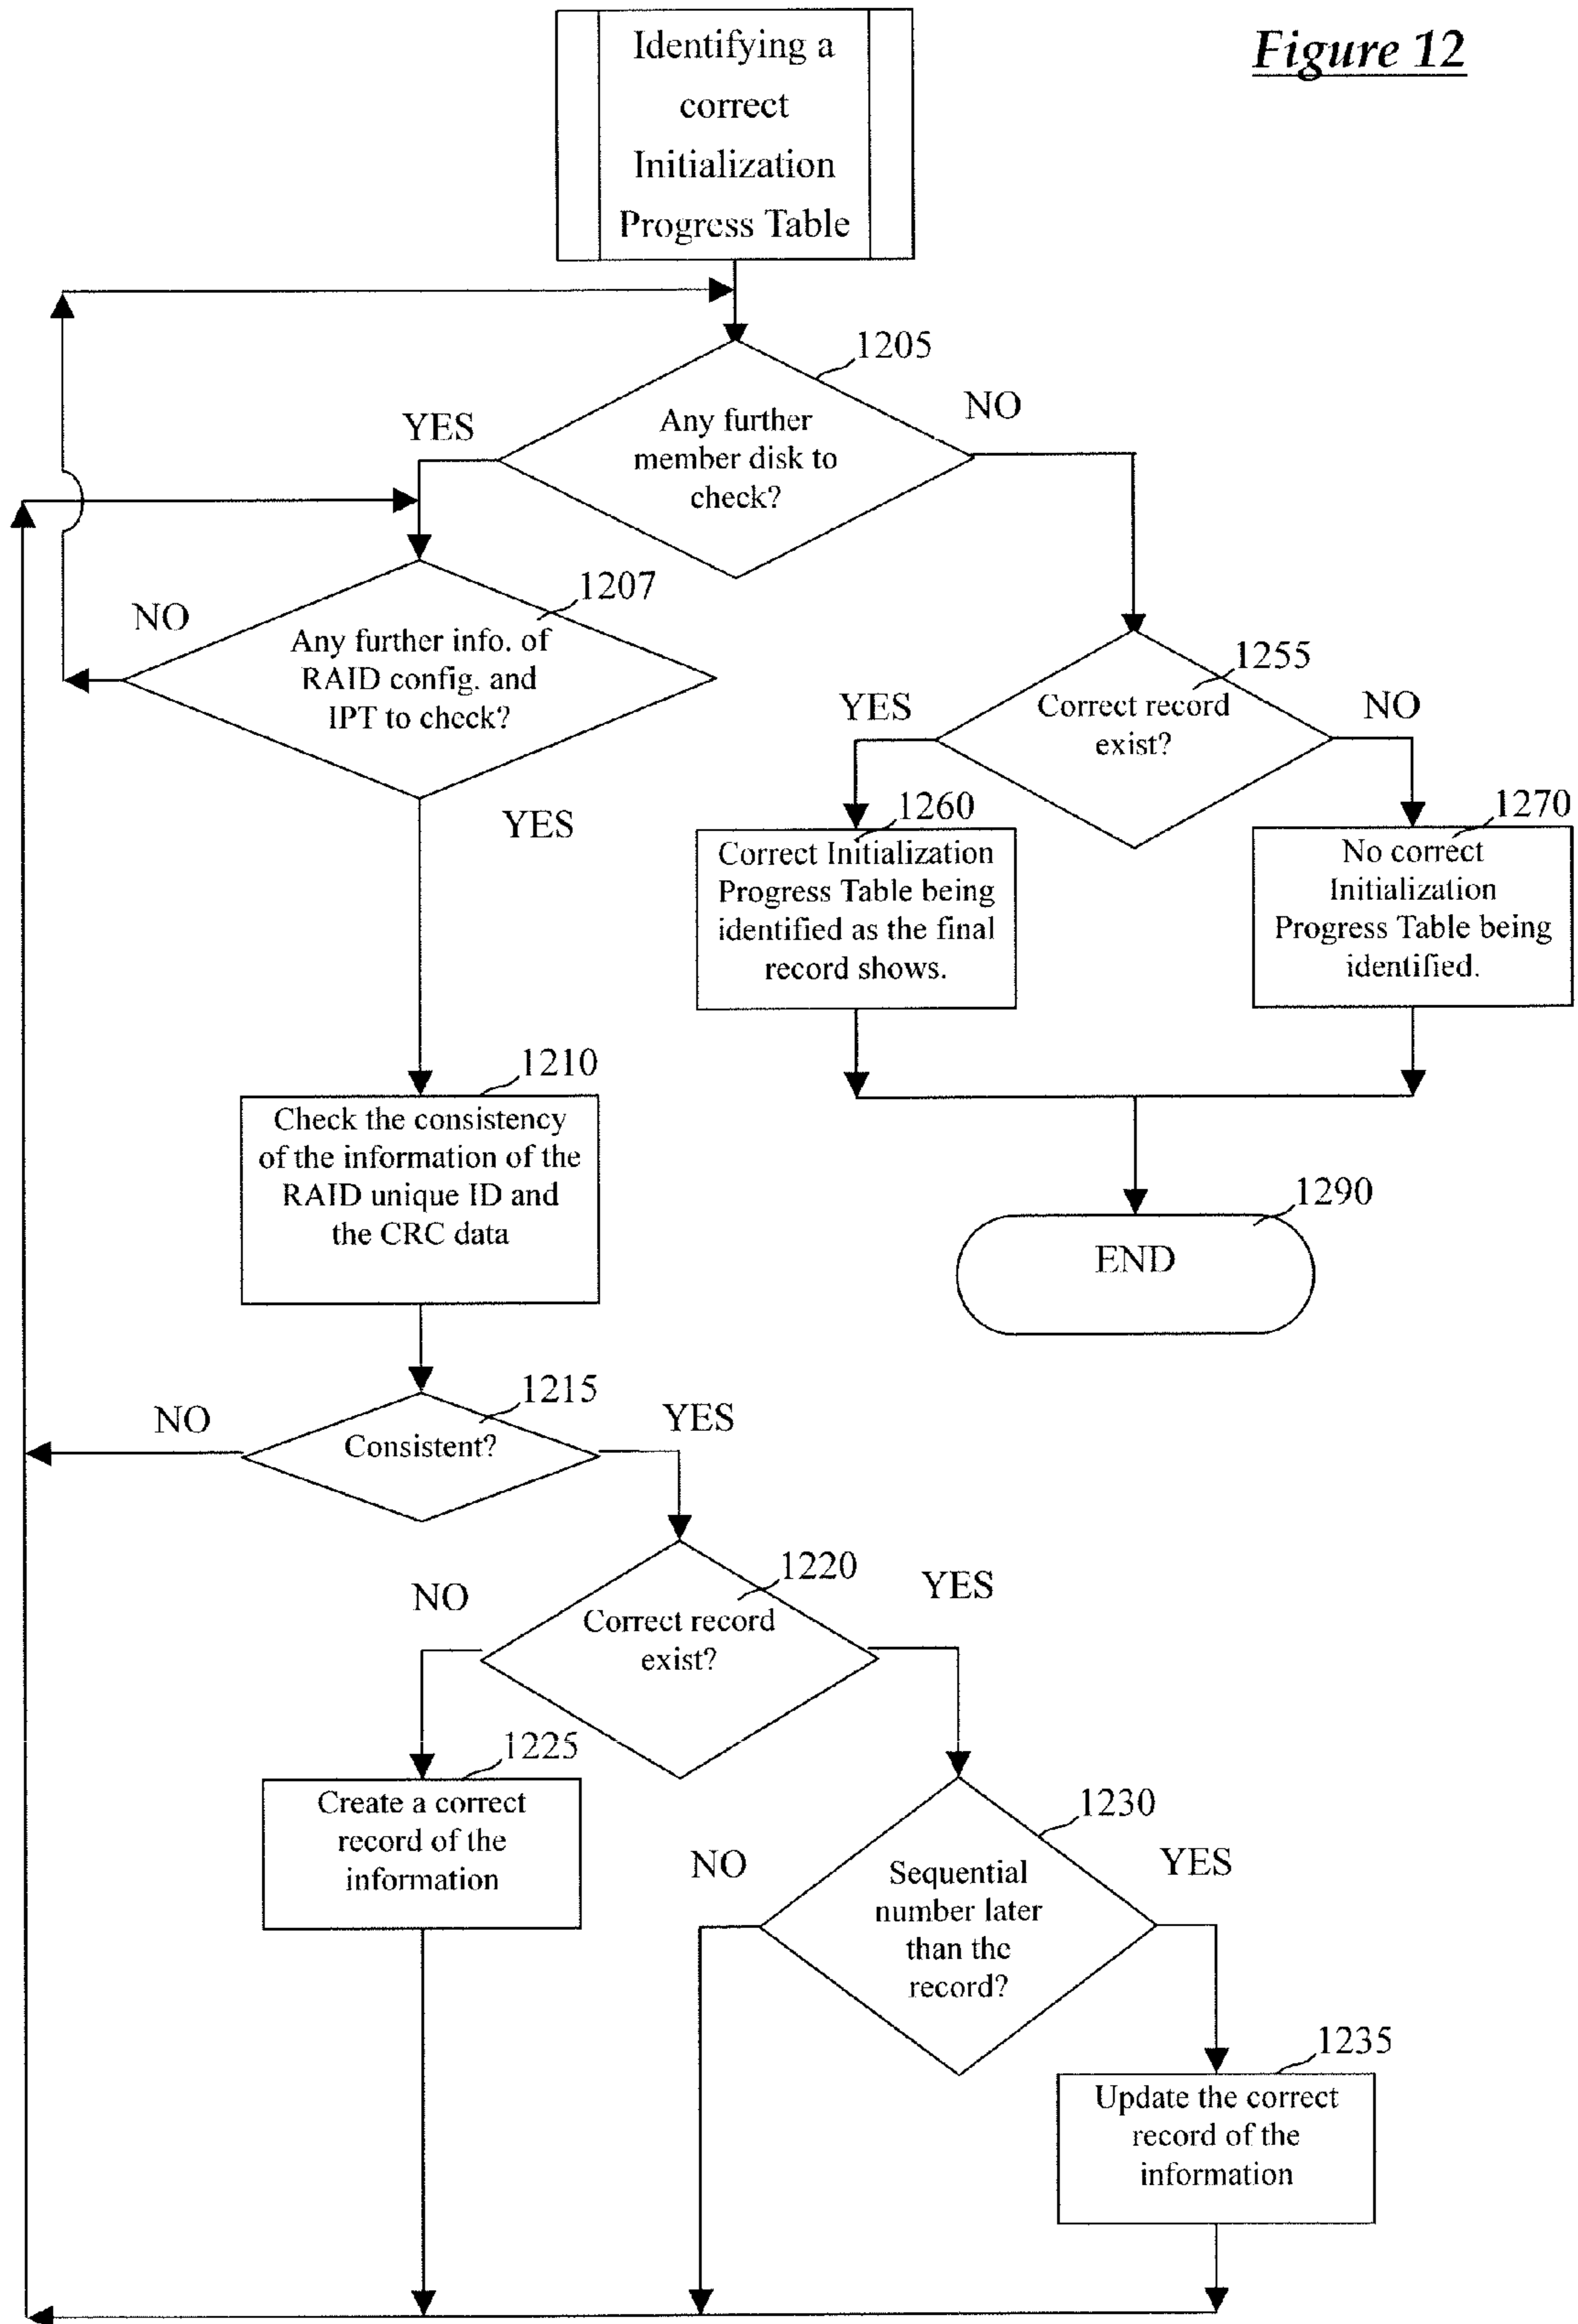 Figure 12
Identifying a
correct
Initialization
Progress Table
1205
YES
NO
Any further
member disk to
check?
1207
NO
Any further info. of
RAID config. and
IPT to check?
YES
1255
YES
NO
Correct record
exist?
1260
Correct Initialization
Progress Table being
identified as the final
record shows.
1270
No correct
Initialization
Progress Table being
identified.
1210
Check the consistency
of the information of the
RAID unique ID and
the CRC data
1290
END
1215
NO
YES
Consistent?
1220
NO
YES
Correct record
exist?
1225
Create a correct
record of the
information
1230
NO
YES
Sequential
number later
than the
record?
1235
Update the correct
record of the
information